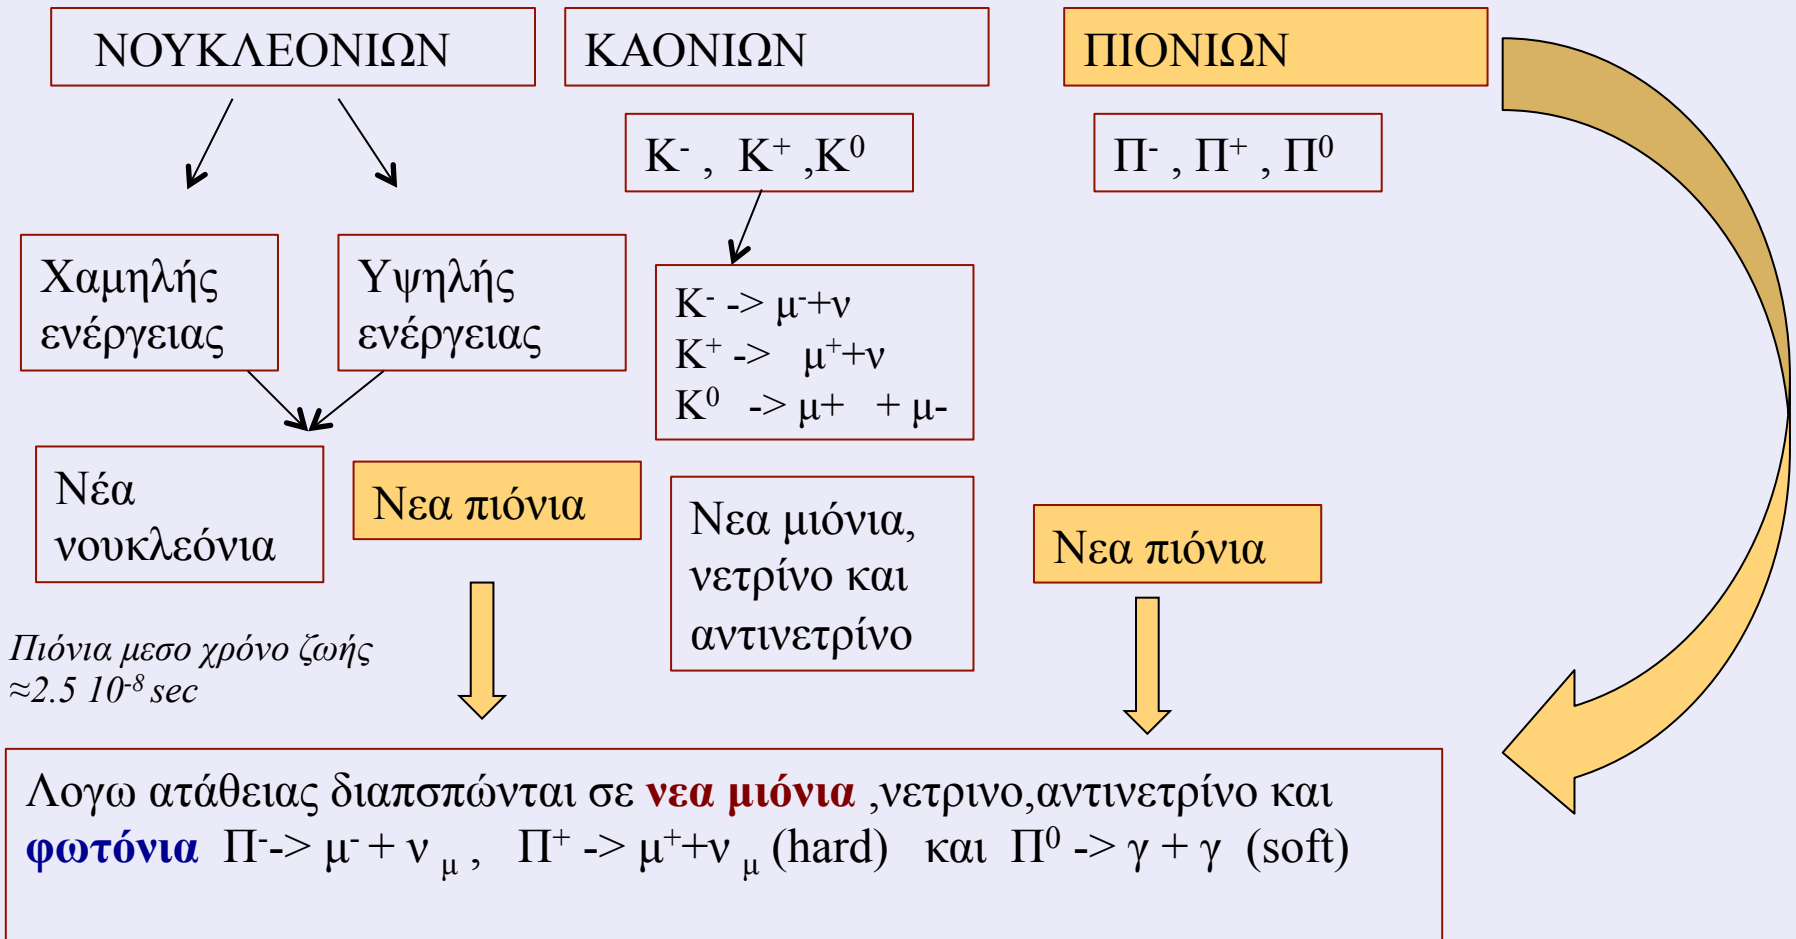 ΝΟΥΚΛΕΟΝΙΩΝ
ΚΑΟΝΙΩΝ
ΠΙΟΝΙΩΝ
Κ⁻ , Κ⁺ ,Κ⁰
Π⁻ , Π⁺ , Π⁰
Χαμηλής
ενέργειας
Υψηλής
ενέργειας
Κ⁻ -> μ⁻+ν
Κ⁺ -> μ⁺+ν
Κ⁰ -> μ+ + μ-
Νέα
νουκλεόνια
Νεα πιόνια
Νεα μιόνια,
νετρίνο και
αντινετρίνο
Νεα πιόνια
Πιόνια μεσο χρόνο ζωής
≈2.5 10⁻⁸ sec
Λογω ατάθειας διαπσπώνται σε νεα μιόνια ,νετρινο,αντινετρίνο και
φωτόνια Π⁻-> μ⁻ + ν μ , Π⁺ -> μ⁺+ν μ (hard) και Π⁰ -> γ + γ (soft)